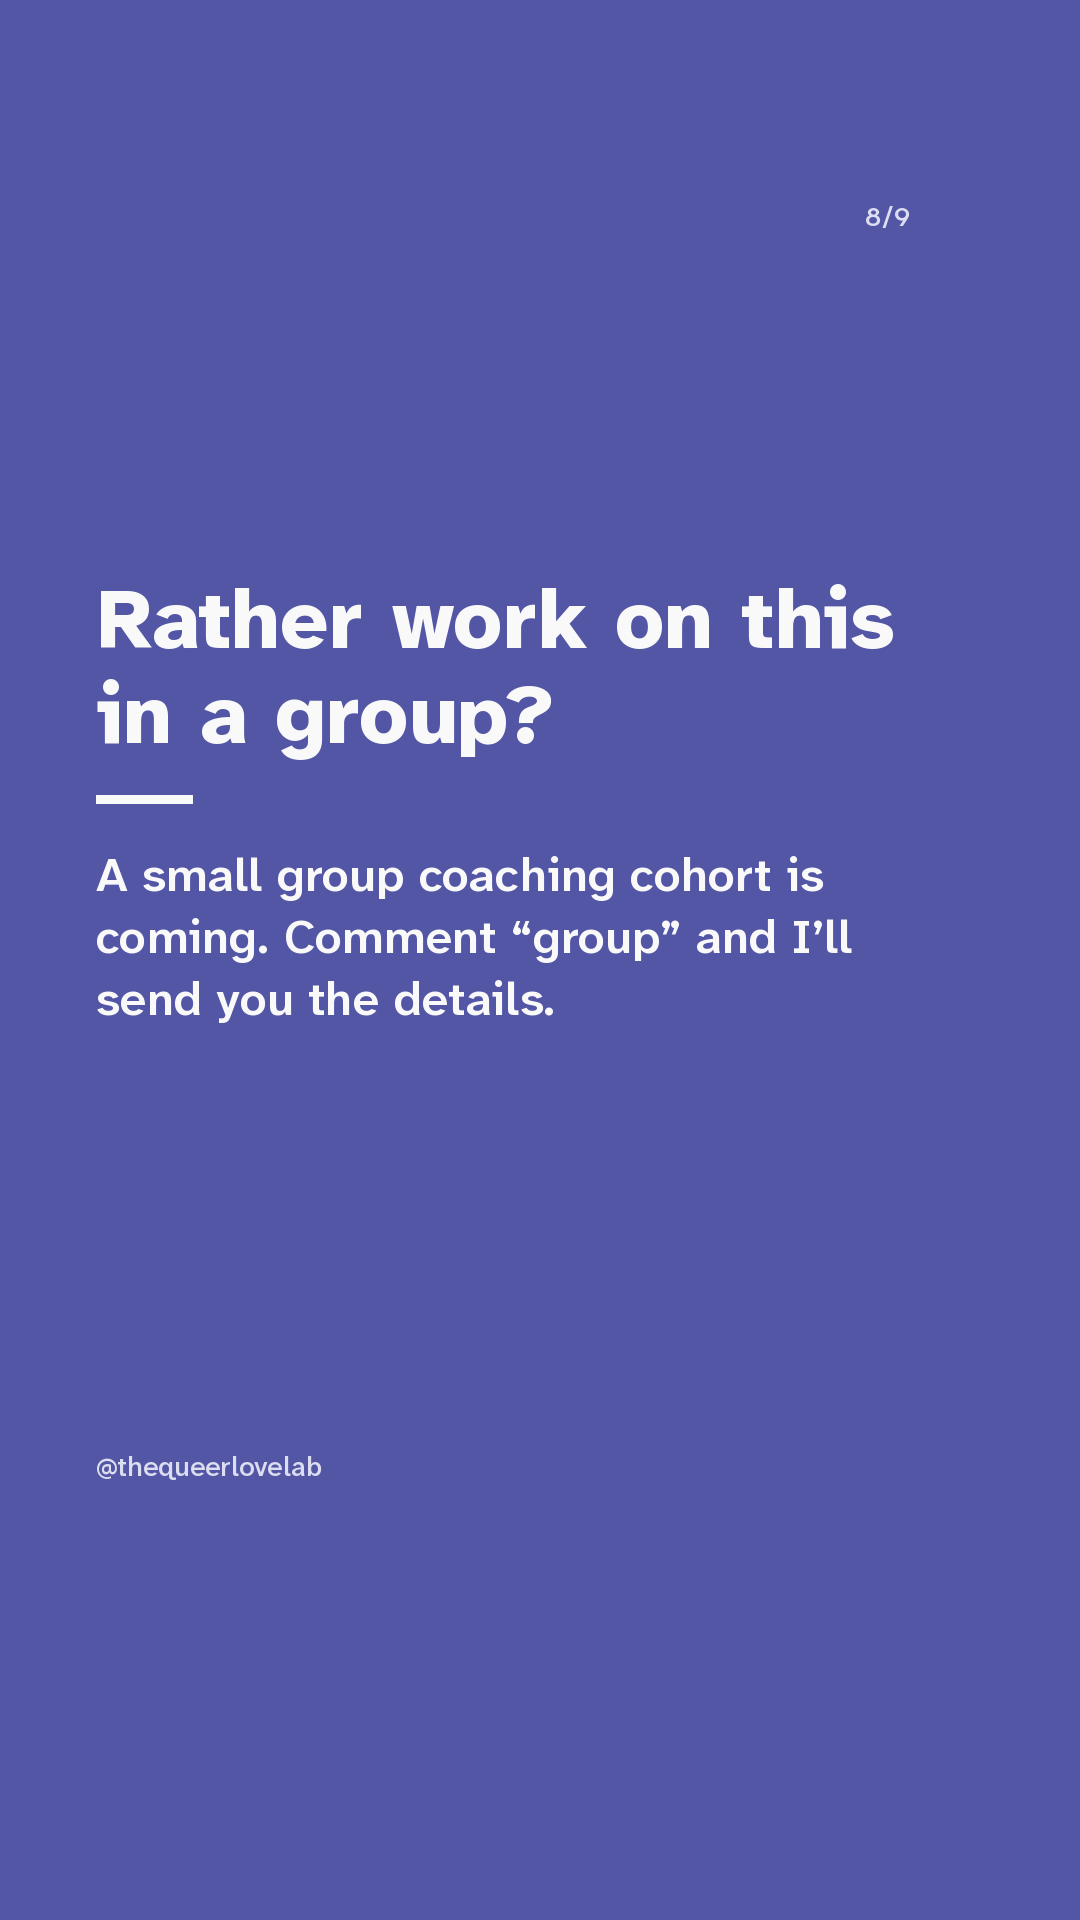 8/9
Rather work on this
in a group?
A small group coaching cohort is
coming. Comment “group” and I’ll
send you the details.
@thequeerlovelab